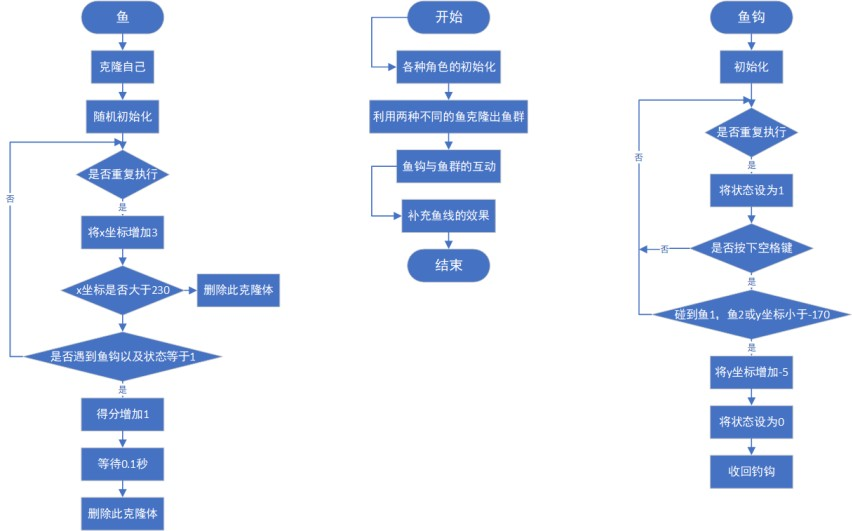 鱼
克隆自己
随机初始化
是否重复执行
否
是
将x坐标增加3
x坐标是否大于230
删除此克隆体
是否遇到鱼钩以及状态等于1
是
得分增加1
等待0.1秒
删除此克隆体
开始
各种角色的初始化
利用两种不同的鱼克隆出鱼群
鱼钩与鱼群的互动
补充鱼线的效果
结束
鱼钩
初始化
是否重复执行
否
是
将状态设为1
是否按下空格键
否
是
碰到鱼1，鱼2或y坐标小于-170
是
将y坐标增加-5
将状态设为0
收回钓钩